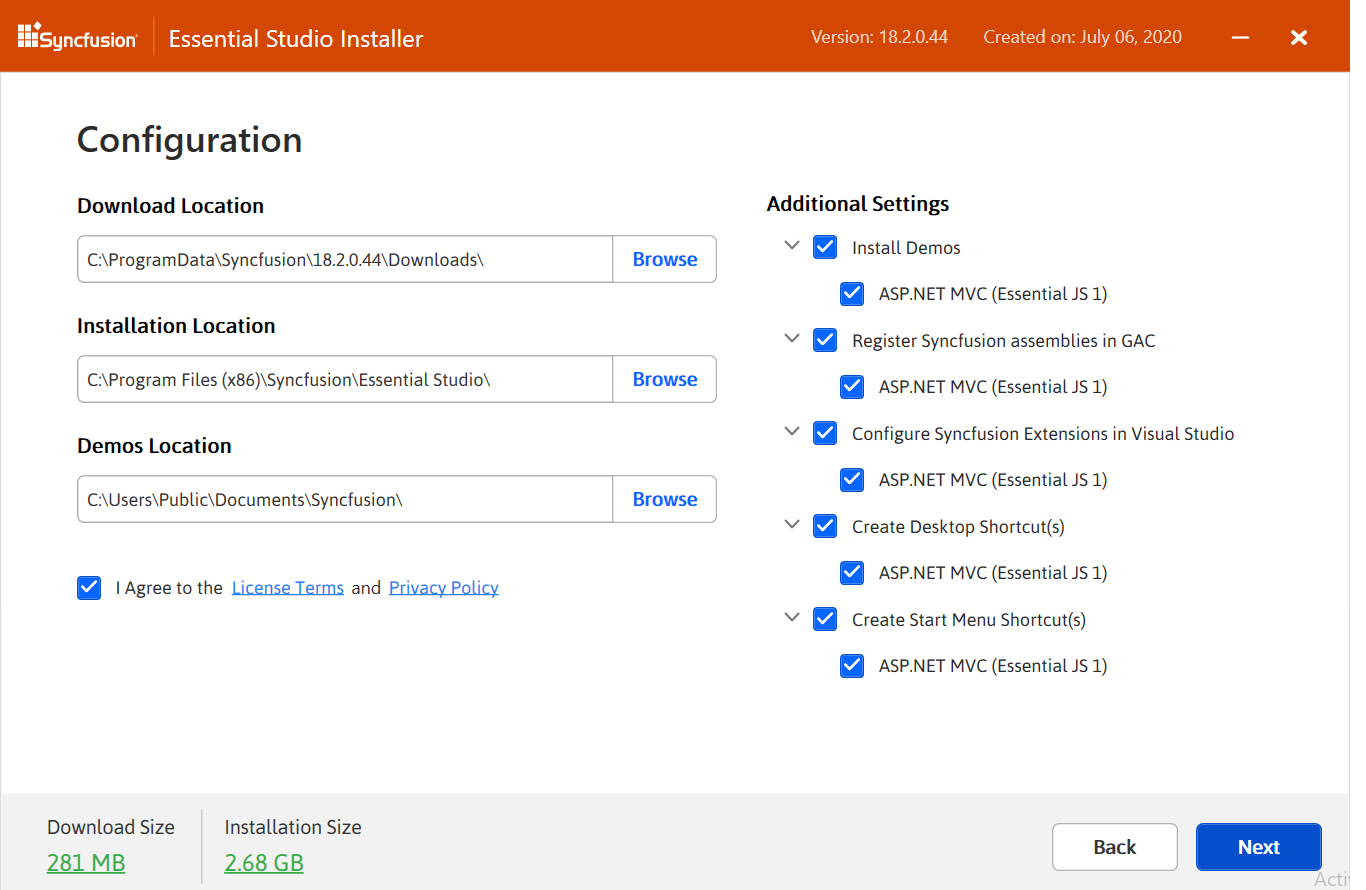 Syncfusion Essential Studio Installer Version: 18.2.0.44 Created on: July 06, 2020
Configuration
Download Location
C:\ProgramData\Syncfusion\18.2.0.44\Downloads\ Browse
Installation Location
C:\Program Files (x86)\Syncfusion\Essential Studio\ Browse
Demos Location
C:\Users\Public\Documents\Syncfusion\ Browse
I Agree to the License Terms and Privacy Policy
Additional Settings
Install Demos
ASP.NET MVC (Essential JS 1)
Register Syncfusion assemblies in GAC
ASP.NET MVC (Essential JS 1)
Configure Syncfusion Extensions in Visual Studio
ASP.NET MVC (Essential JS 1)
Create Desktop Shortcut(s)
ASP.NET MVC (Essential JS 1)
Create Start Menu Shortcut(s)
ASP.NET MVC (Essential JS 1)
Download Size
281 MB
Installation Size
2.68 GB
Back Next